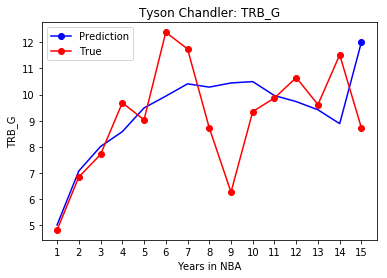 Tyson Chandler: TRB_G
Prediction
True
TRB_G
12
11
10
9
8
7
6
5
1 2 3 4 5 6 7 8 9 10 11 12 13 14 15
Years in NBA